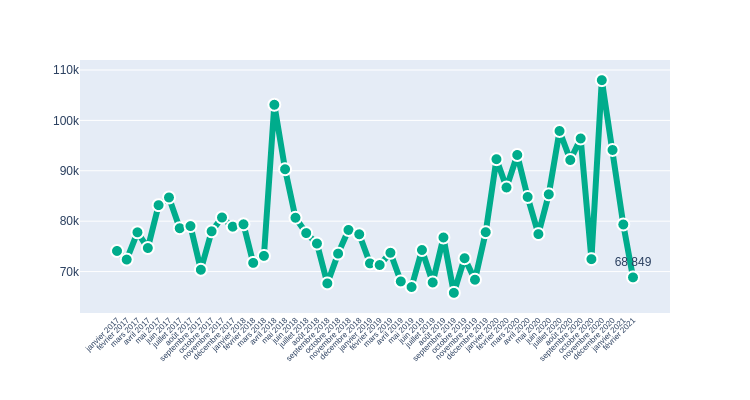 110k
100k
90k
80k
70k
68 849
janvier 2017
février 2017
mars 2017
avril 2017
mai 2017
juin 2017
juillet 2017
août 2017
septembre 2017
octobre 2017
novembre 2017
décembre 2017
janvier 2018
février 2018
mars 2018
avril 2018
mai 2018
juin 2018
juillet 2018
août 2018
septembre 2018
octobre 2018
novembre 2018
décembre 2018
janvier 2019
février 2019
mars 2019
avril 2019
mai 2019
juin 2019
juillet 2019
août 2019
septembre 2019
octobre 2019
novembre 2019
décembre 2019
janvier 2020
février 2020
mars 2020
avril 2020
mai 2020
juin 2020
juillet 2020
août 2020
septembre 2020
octobre 2020
novembre 2020
décembre 2020
janvier 2021
février 2021